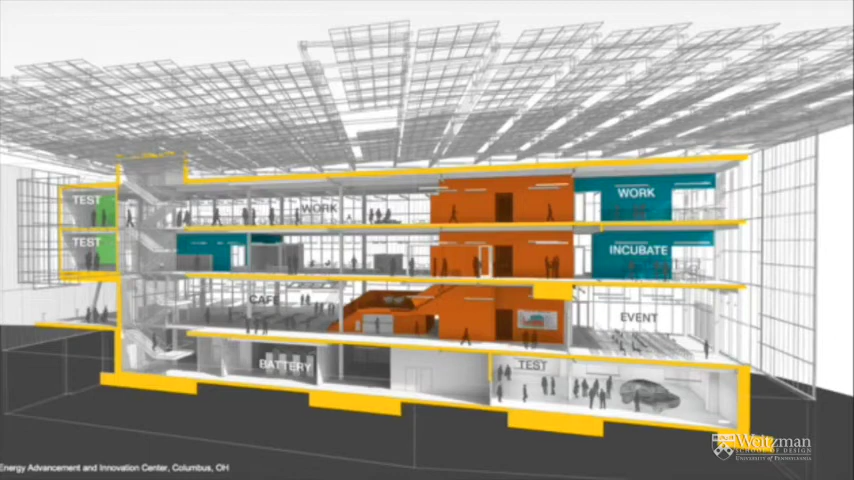 TEST
WORK
WORK
TEST
INCUBATE
CAFE
EVENT
BATTERY
TEST
Weitzman
SCHOOL OF DESIGN
UNIVERSITY OF PENNSYLVANIA
Energy Advancement and Innovation Center, Columbus, OH